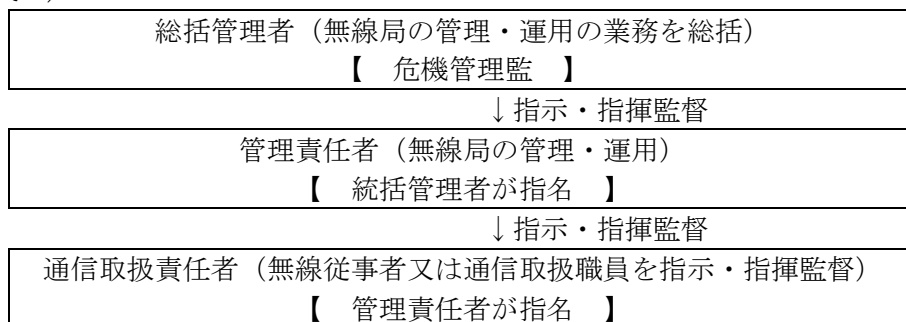 総括管理者（無線局の管理・運用の業務を総括）
【　危機管理監　】
↓指示・指揮監督
管理責任者（無線局の管理・運用）
【　統括管理者が指名　】
↓指示・指揮監督
通信取扱責任者（無線従事者又は通信取扱職員を指示・指揮監督）
【　管理責任者が指名　】